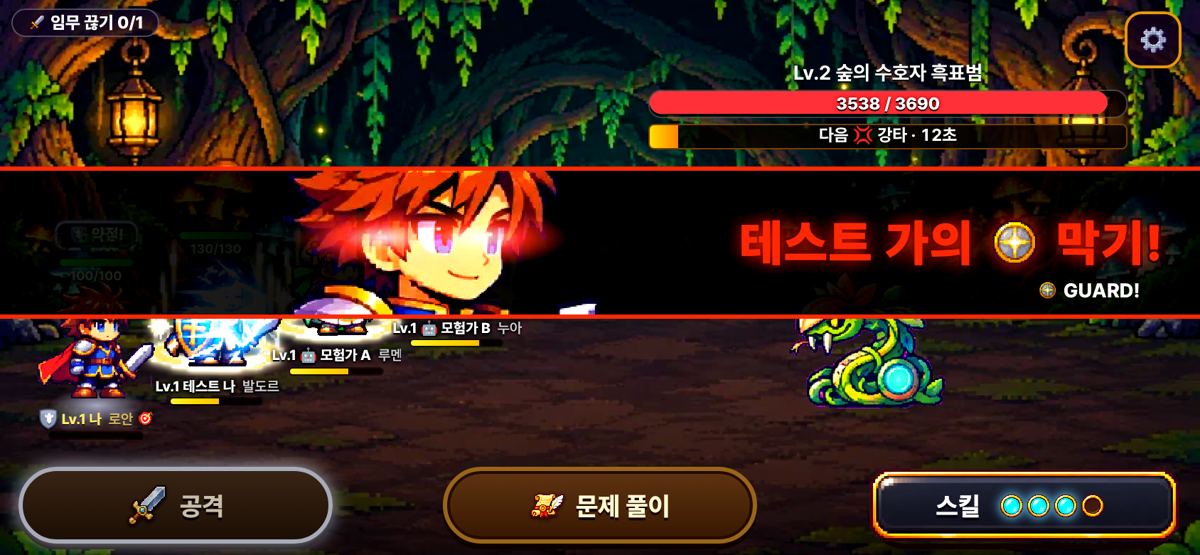 임무 끊기 0/1
Lv.2 숲의 수호자 흑표범
3538 / 3690
다음 💢 강타 · 12초
약점!
130/130
100/100
테스트 가의 막기!
GUARD!
Lv.1 🤖 모험가 B 누아
Lv.1 🤖 모험가 A 루멘
Lv.1 테스트 나 발도르
Lv.1 나 로안 🎯
공격
문제 풀이
스킬